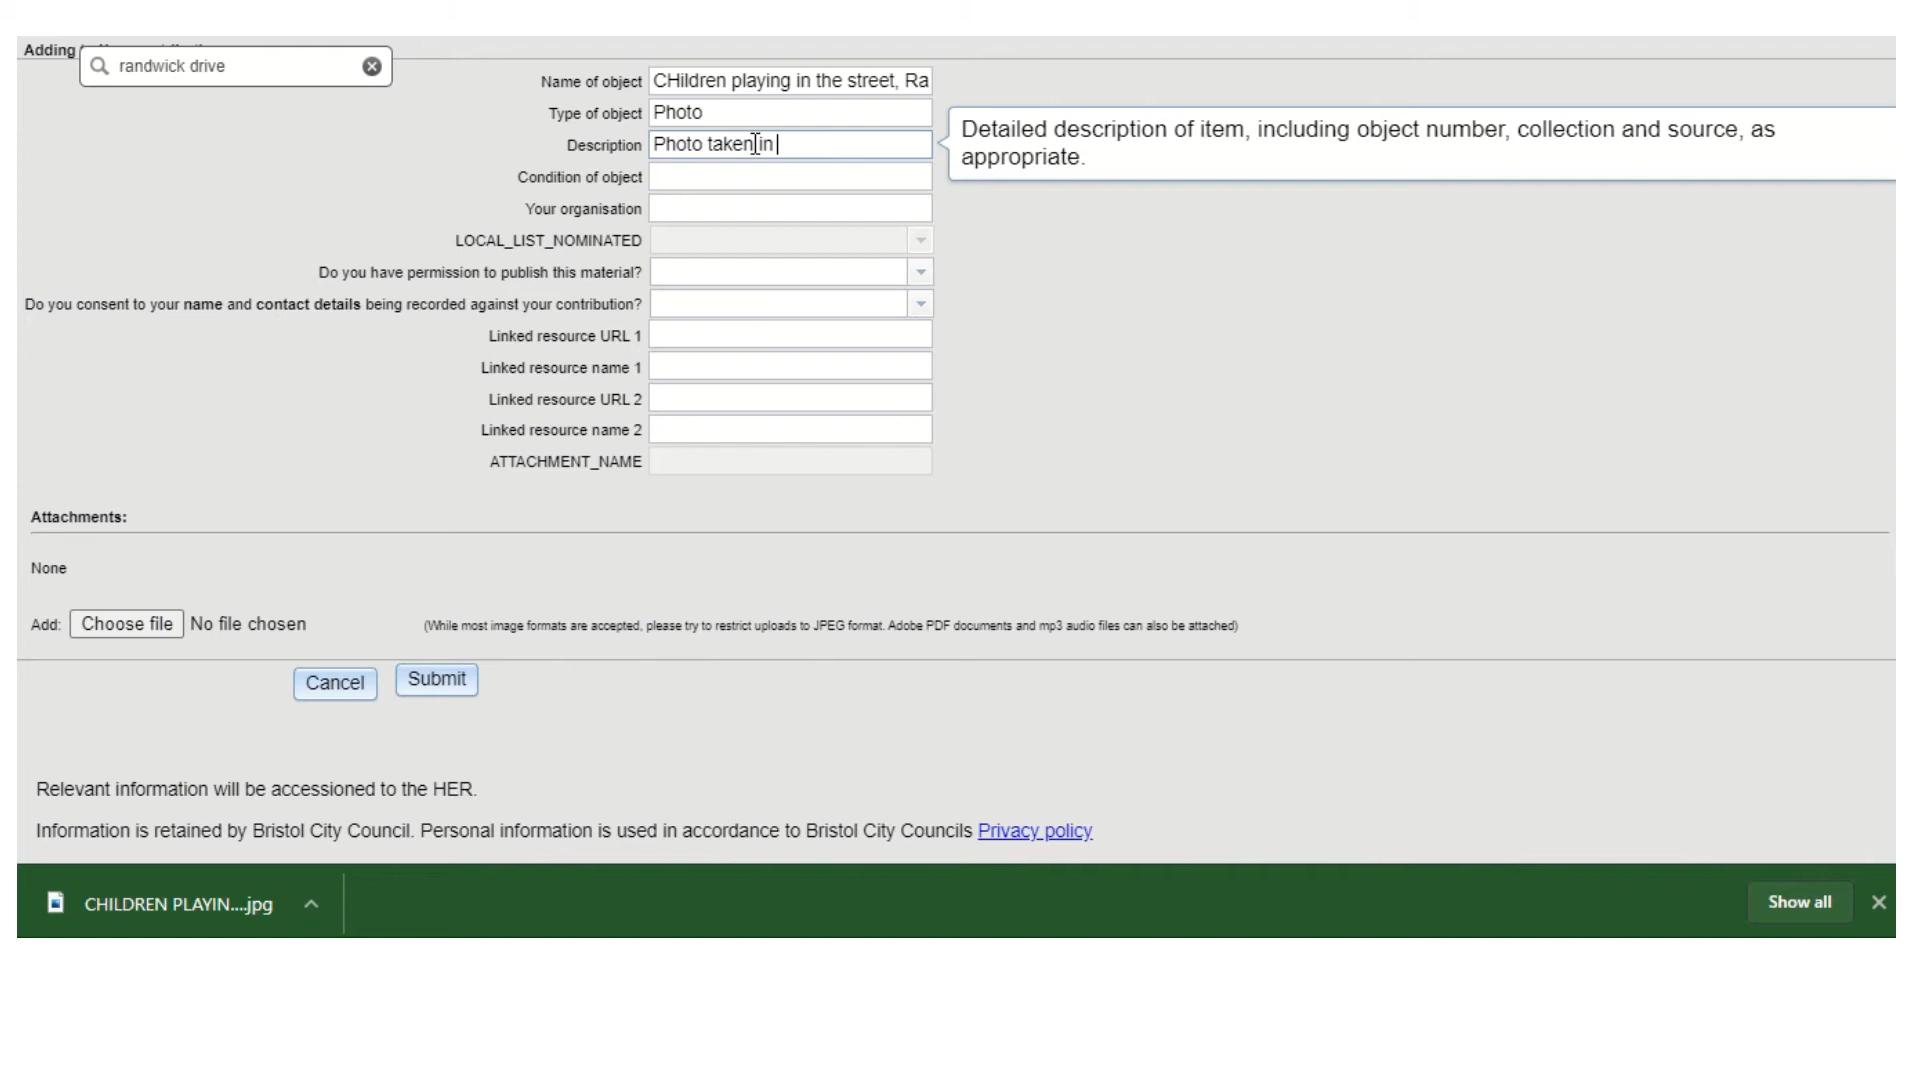 Adding
randwick drive
Name of object CHildren playing in the street, Ra
Type of object Photo
Description Photo taken in
Detailed description of item, including object number, collection and source, as
appropriate.
Condition of object
Your organisation
LOCAL_LIST_NOMINATED
Do you have permission to publish this material?
Do you consent to your name and contact details being recorded against your contribution?
Linked resource URL 1
Linked resource name 1
Linked resource URL 2
Linked resource name 2
ATTACHMENT_NAME
Attachments:
None
Add: Choose file No file chosen (While most image formats are accepted, please try to restrict uploads to JPEG format. Adobe PDF documents and mp3 audio files can also be attached)
Cancel Submit
Relevant information will be accessioned to the HER.
Information is retained by Bristol City Council. Personal information is used in accordance to Bristol City Councils Privacy policy
CHILDREN PLAYIN....jpg Show all